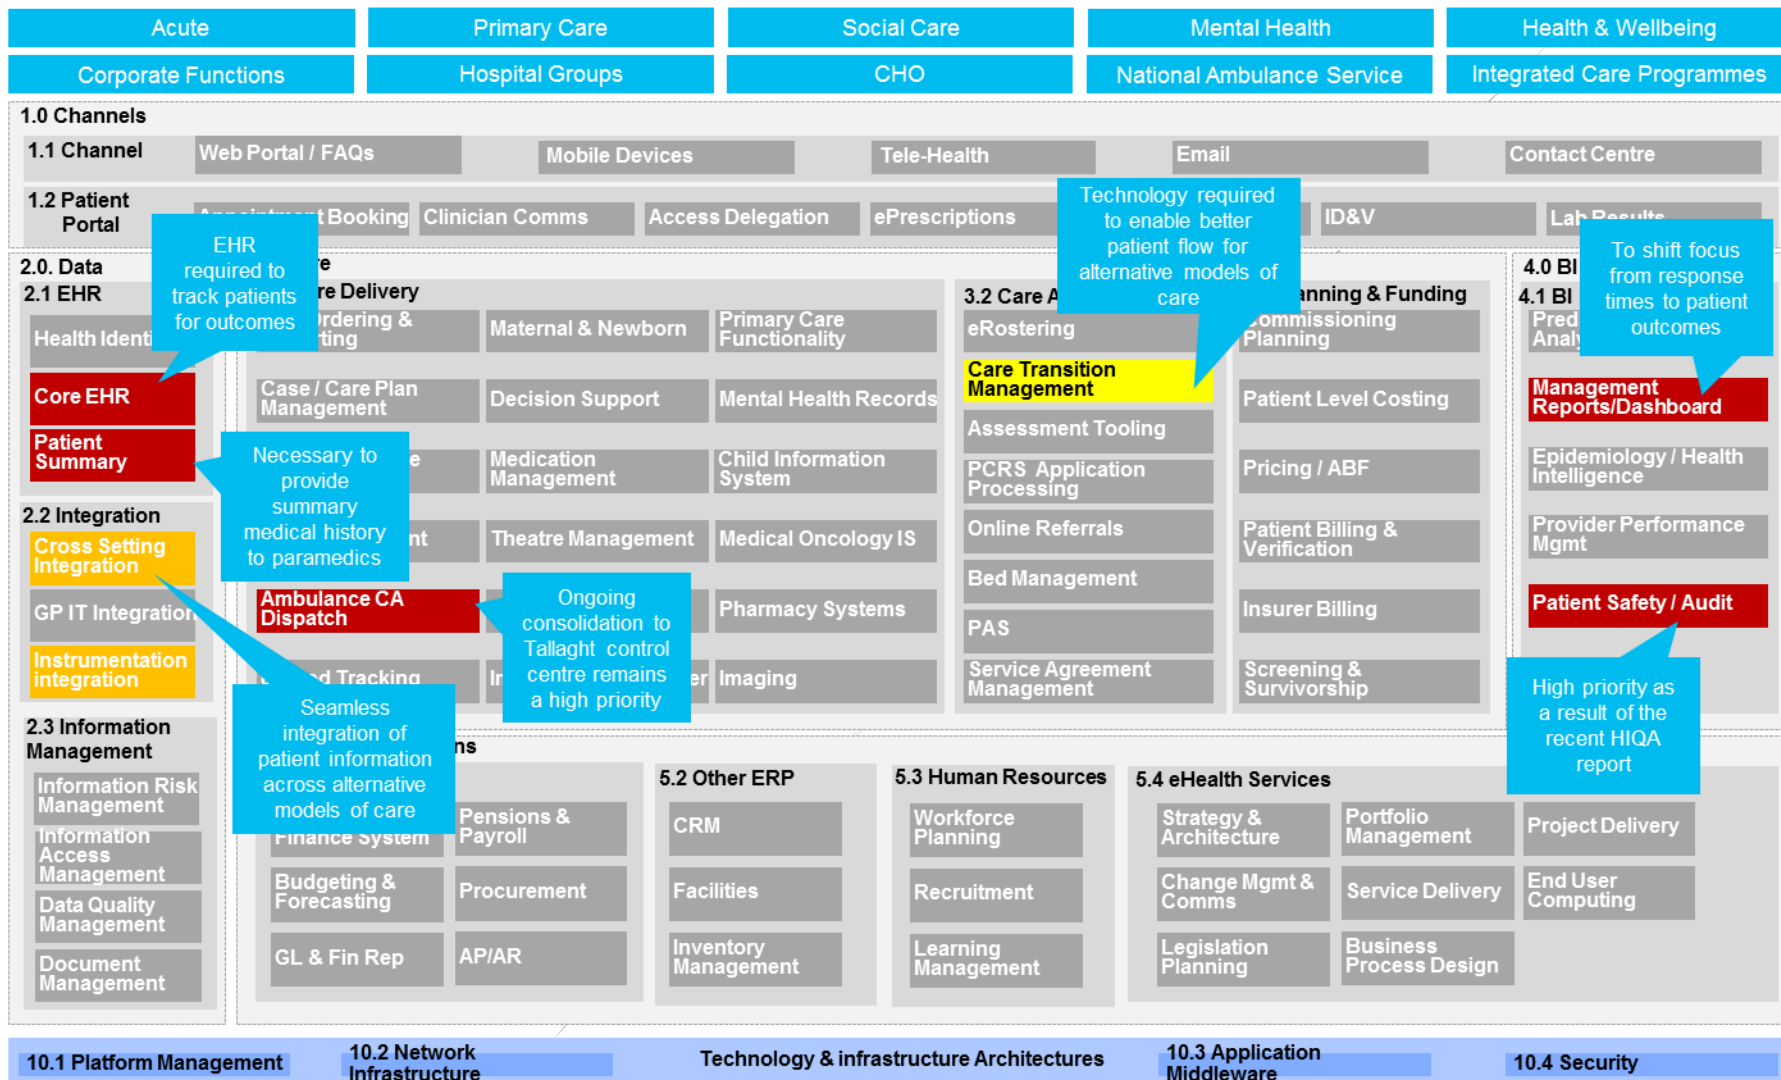 Acute
Primary Care
Social Care
Mental Health
Health & Wellbeing
Corporate Functions
Hospital Groups
CHO
National Ambulance Service
Integrated Care Programmes
1.0 Channels
1.1 Channel
Web Portal / FAQs
Mobile Devices
Tele-Health
Email
Contact Centre
1.2 Patient
Portal
Appointment Booking
Clinician Comms
Access Delegation
ePrescriptions
ID&V
Lab Results
Technology required
to enable better
patient flow for
alternative models of
care
EHR
required to
track patients
for outcomes
To shift focus
from response
times to patient
outcomes
2.0. Data
2.1 EHR
Core EHR
Patient
Summary
Necessary to
provide
summary
medical history
to paramedics
2.2 Integration
Cross Setting
Integration
GP IT Integration
Instrumentation
integration
Seamless
integration of
patient information
across alternative
models of care
2.3 Information
Management
Information Risk
Management
Information
Access
Management
Data Quality
Management
Document
Management
Delivery
Ordering &
Maternal & Newborn
Primary Care
Functionality
Case / Care Plan
Management
Decision Support
Mental Health Records
Medication
Management
Child Information
System
Theatre Management
Medical Oncology IS
Ambulance CA
Dispatch
Ongoing
consolidation to
Tallaght control
centre remains
a high priority
Pharmacy Systems
Tracking
Imaging
3.2 Care
eRostering
Care Transition
Management
Assessment Tooling
PCRS Application
Processing
Online Referrals
Bed Management
PAS
Service Agreement
Management
& Funding
Commissioning
Planning
Patient Level Costing
Pricing / ABF
Patient Billing &
Verification
Insurer Billing
Screening &
Survivorship
4.0 BI
4.1 BI
Management
Reports/Dashboard
Epidemiology / Health
Intelligence
Provider Performance
Mgmt
Patient Safety / Audit
High priority as
a result of the
recent HIQA
report
Finance System
Pensions &
Payroll
Budgeting &
Forecasting
Procurement
GL & Fin Rep
AP/AR
5.2 Other ERP
CRM
Facilities
Inventory
Management
5.3 Human Resources
Workforce
Planning
Recruitment
Learning
Management
5.4 eHealth Services
Strategy &
Architecture
Portfolio
Management
Project Delivery
Change Mgmt &
Comms
Service Delivery
End User
Computing
Legislation
Planning
Business
Process Design
10.1 Platform Management
10.2 Network
Infrastructure
Technology & infrastructure Architectures
10.3 Application
Middleware
10.4 Security